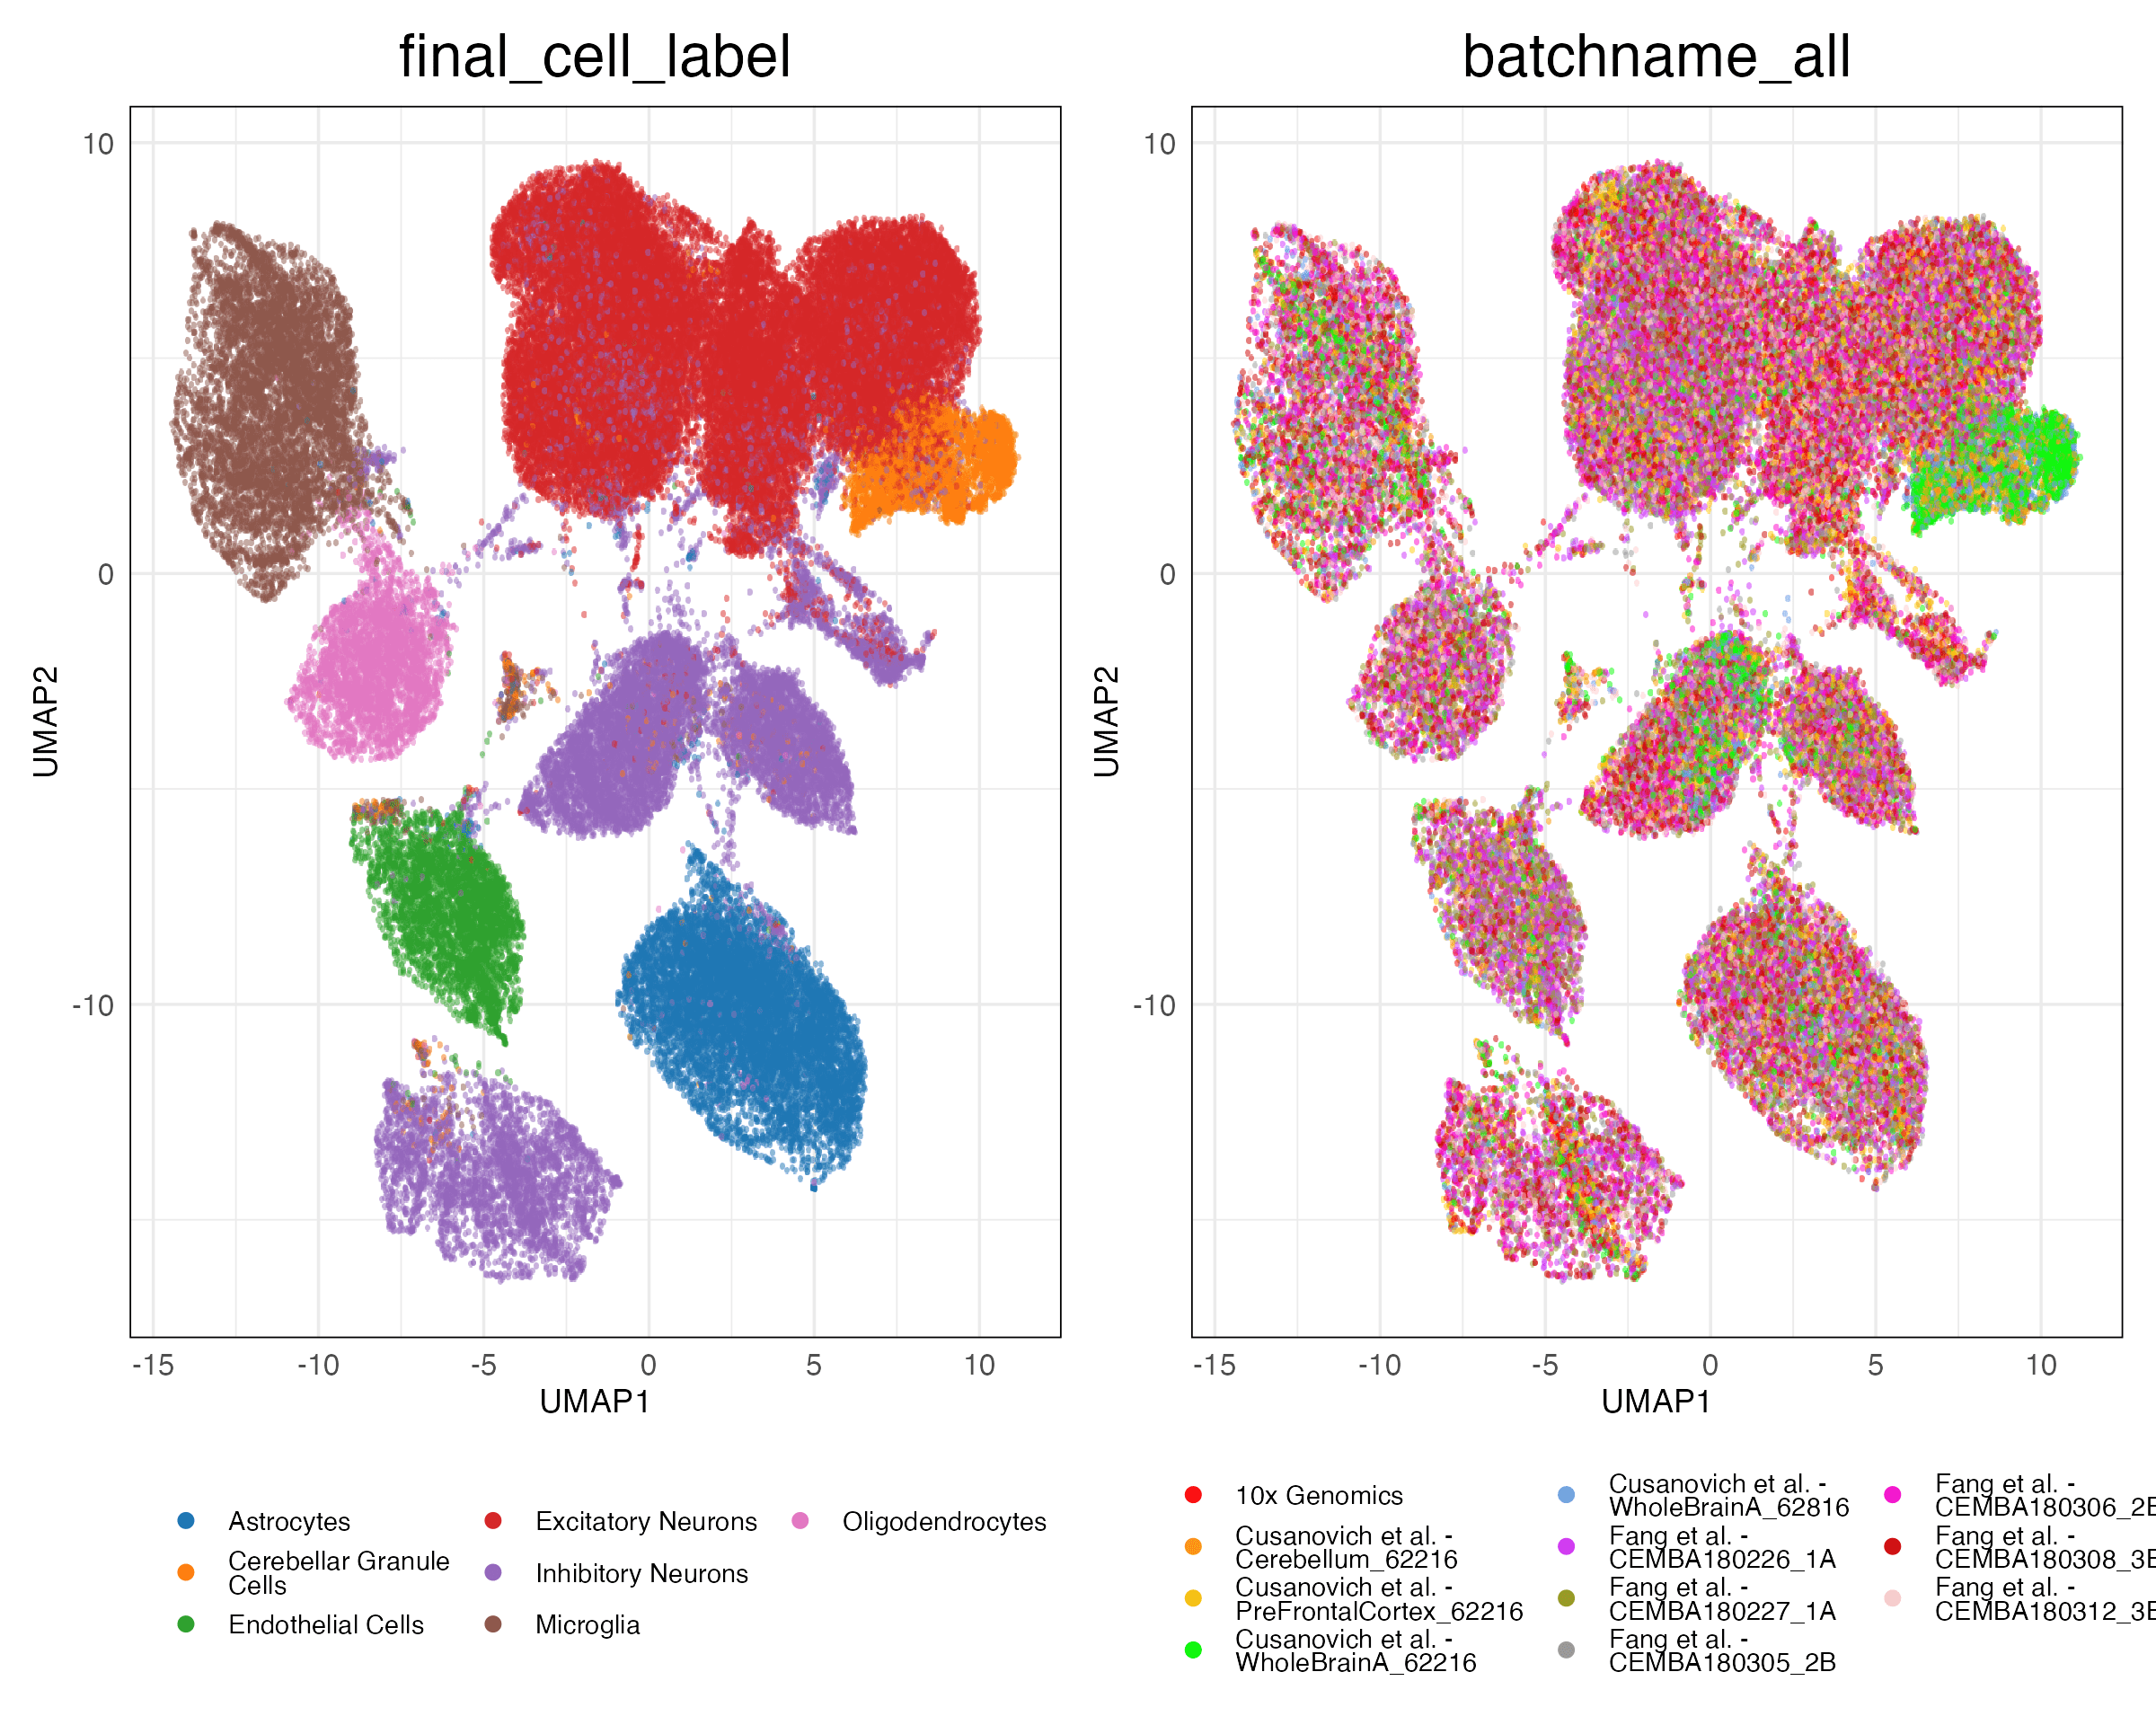 final_cell_label
batchname_all
10
0
-10
UMAP2
-15 -10 -5 0 5 10
UMAP1
10
0
-10
UMAP2
-15 -10 -5 0 5 10
UMAP1
Astrocytes
Cerebellar Granule
Cells
Endothelial Cells
Excitatory Neurons
Inhibitory Neurons
Microglia
Oligodendrocytes
10x Genomics
Cusanovich et al. -
Cerebellum_62216
Cusanovich et al. -
PreFrontalCortex_62216
Cusanovich et al. -
WholeBrainA_62216
Cusanovich et al. -
WholeBrainA_62816
Fang et al. -
CEMBA180226_1A
Fang et al. -
CEMBA180227_1A
Fang et al. -
CEMBA180305_2B
Fang et al. -
Fang et al. -
Fang et al. -